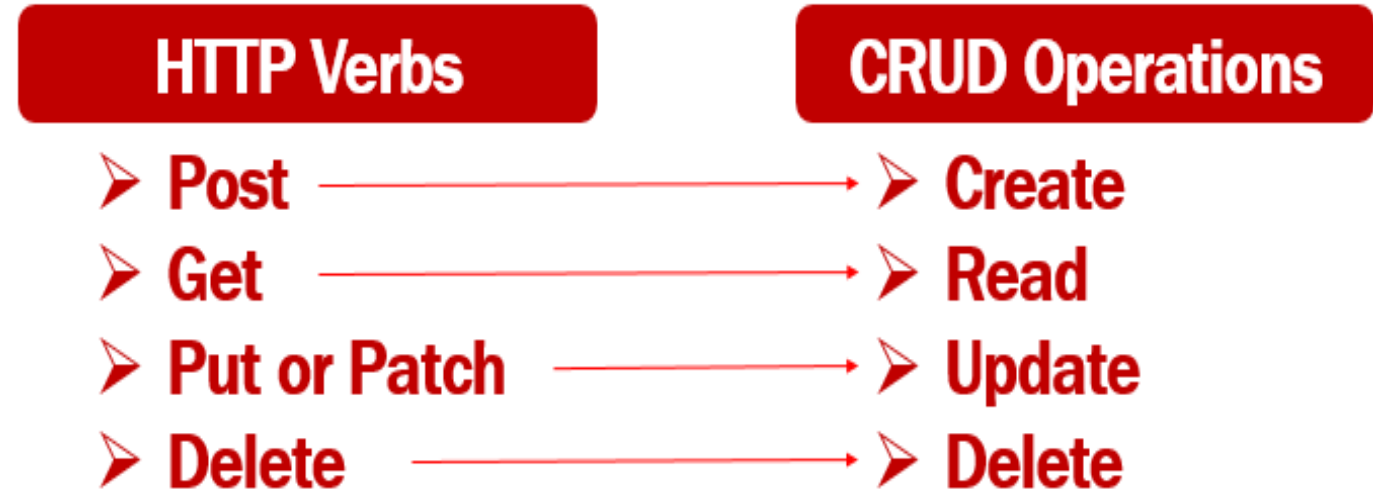 HTTP Verbs
CRUD Operations
Post
Create
Get
Read
Put or Patch
Update
Delete
Delete